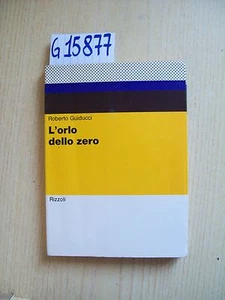 G 15877
Roberto Guiducci
L'orlo
dello zero
Rizzoli